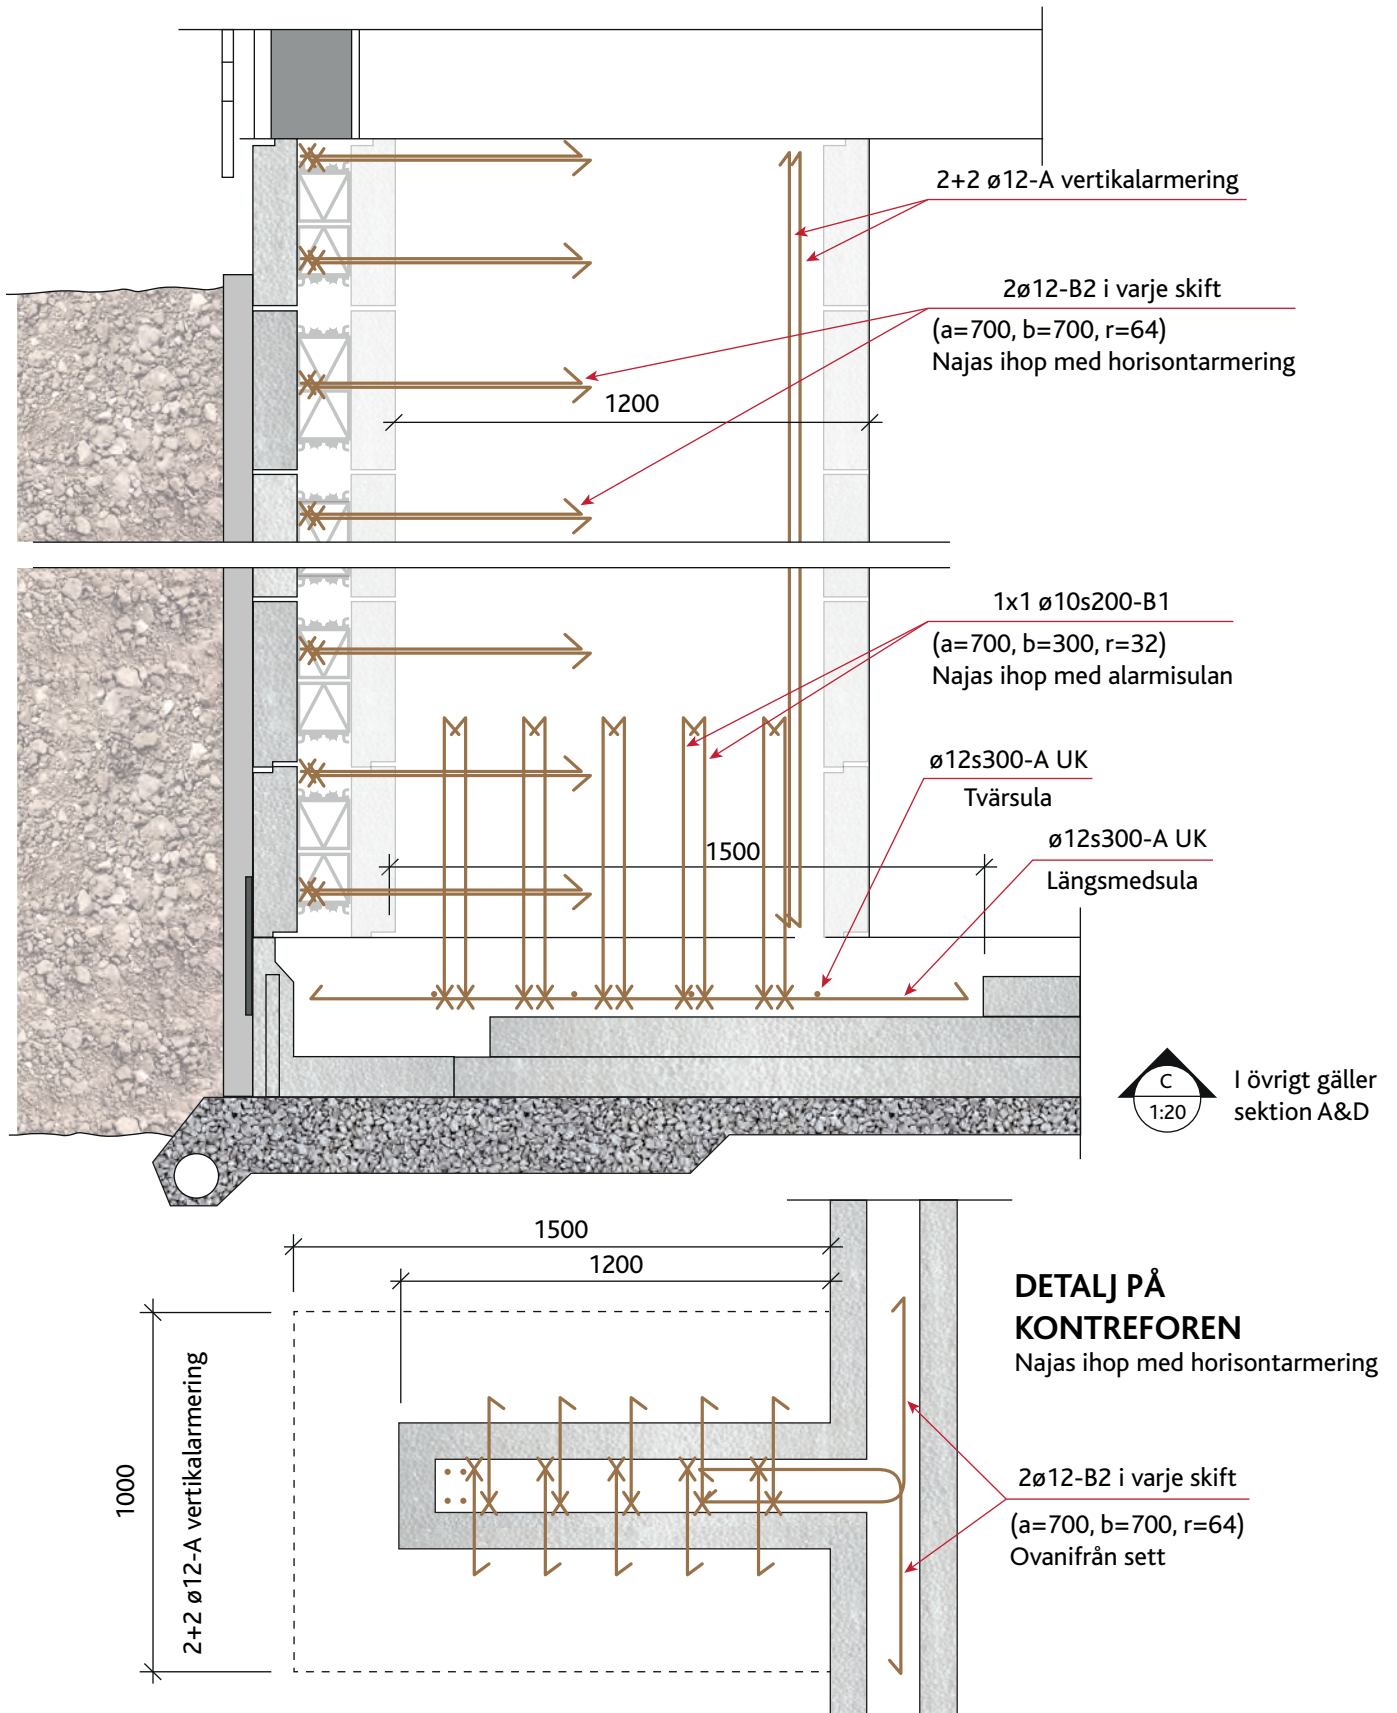 2+2 ø12-A vertikalarmering
2ø12-B2 i varje skift
(a=700, b=700, r=64)
Najas ihop med horisontarmering
1200
1x1 ø10s200-B1
(a=700, b=300, r=32)
Najas ihop med alarmisulan
ø12s300-A UK
Tvärsula
1500
ø12s300-A UK
Längsmedsula
C
1:20
I övrigt gäller
sektion A&D
1500
1200
DETALJ PÅ
KONTREFOREN
Najas ihop med horisontarmering
1000
2+2 ø12-A vertikalarmering
2ø12-B2 i varje skift
(a=700, b=700, r=64)
Ovanifrån sett